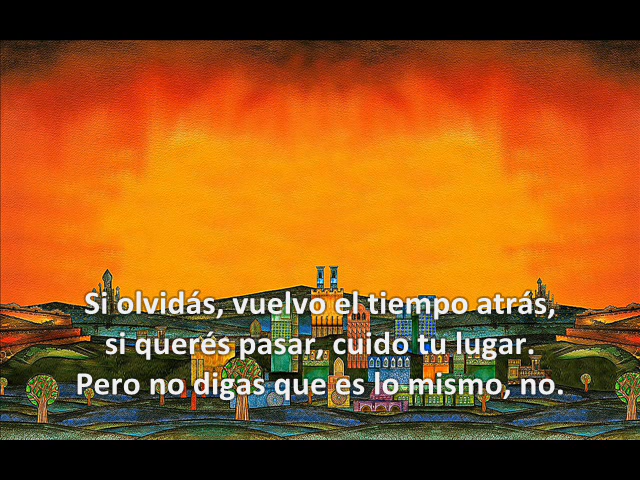 Si olvidás, vuelvo el tiempo atrás,
si querés pasar, cuido tu lugar.
Pero no digas que es lo mismo, no.